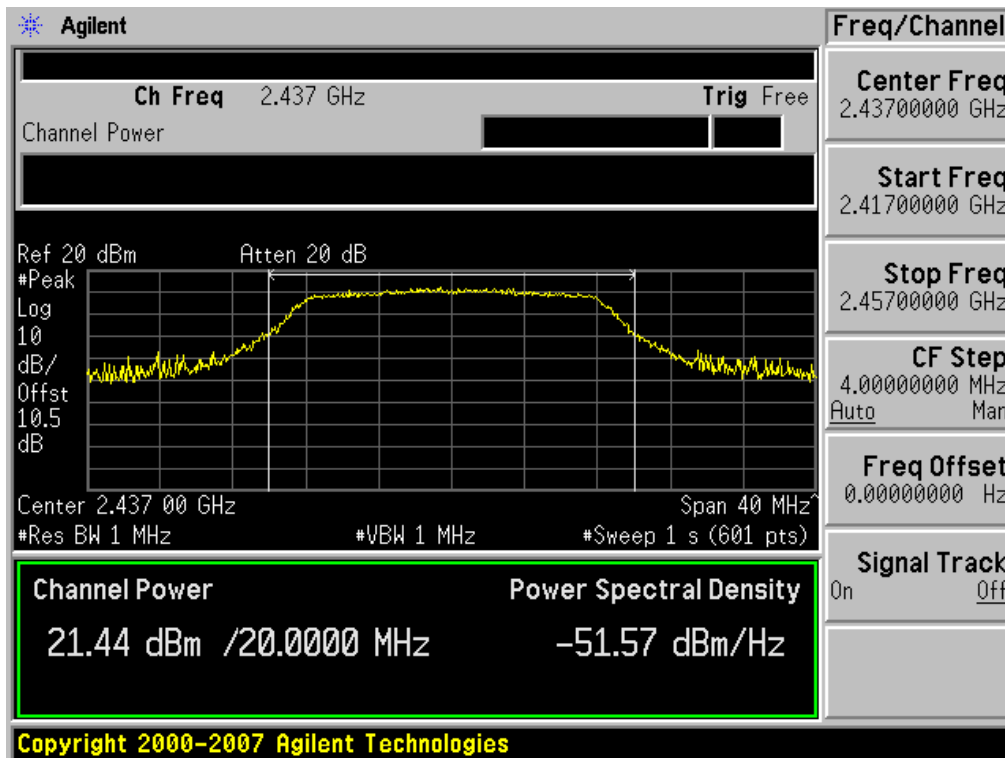 Agilent
Freq/Channel
Ch Freq 2.437 GHz Trig Free
Channel Power
Center Freq
2.43700000 GHz
Start Freq
2.41700000 GHz
Stop Freq
2.45700000 GHz
CF Step
4.00000000 MHz
Auto Man
Freq Offset
0.00000000 Hz
Signal Track
On Off
Ref 20 dBm Atten 20 dB
#Peak
Log
10
dB/
Offst
10.5
dB
Center 2.437 00 GHz Span 40 MHz^
#Res BW 1 MHz #VBW 1 MHz #Sweep 1 s (601 pts)
Channel Power Power Spectral Density
21.44 dBm /20.0000 MHz -51.57 dBm/Hz
Copyright 2000-2007 Agilent Technologies